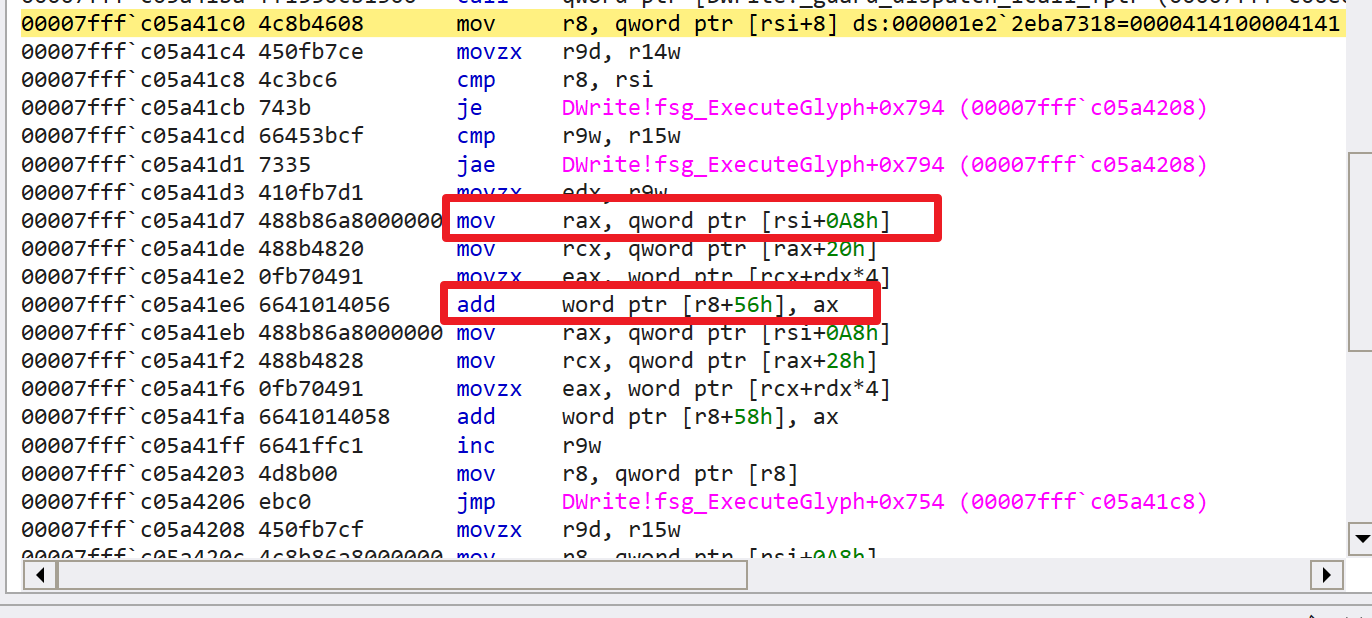 00007fff`c05a41c0 4c8b4608 mov r8, qword ptr [rsi+8] ds:000001e2`2eba7318=0000414100004141
00007fff`c05a41c4 450fb7ce movzx r9d, r14w
00007fff`c05a41c8 4c3bc6 cmp r8, rsi
00007fff`c05a41cb 743b je DWrite!fsg_ExecuteGlyph+0x794 (00007fff`c05a4208)
00007fff`c05a41cd 66453bcf cmp r9w, r15w
00007fff`c05a41d1 7335 jae DWrite!fsg_ExecuteGlyph+0x794 (00007fff`c05a4208)
00007fff`c05a41d3 410fb7d1 movzx edx, r9w
00007fff`c05a41d7 488b86a8000000 mov rax, qword ptr [rsi+0A8h]
00007fff`c05a41de 488b4820 mov rcx, qword ptr [rax+20h]
00007fff`c05a41e2 0fb70491 movzx eax, word ptr [rcx+rdx*4]
00007fff`c05a41e6 6641014056 add word ptr [r8+56h], ax
00007fff`c05a41eb 488b86a8000000 mov rax, qword ptr [rsi+0A8h]
00007fff`c05a41f2 488b4828 mov rcx, qword ptr [rax+28h]
00007fff`c05a41f6 0fb70491 movzx eax, word ptr [rcx+rdx*4]
00007fff`c05a41fa 6641014058 add word ptr [r8+58h], ax
00007fff`c05a41ff 6641ffc1 inc r9w
00007fff`c05a4203 4d8b00 mov r8, qword ptr [r8]
00007fff`c05a4206 ebc0 jmp DWrite!fsg_ExecuteGlyph+0x754 (00007fff`c05a41c8)
00007fff`c05a4208 450fb7cf movzx r9d, r15w
00007fff`c05a420c 4c8b86a8000000 mov r8, qword ptr [rsi+0A8h]